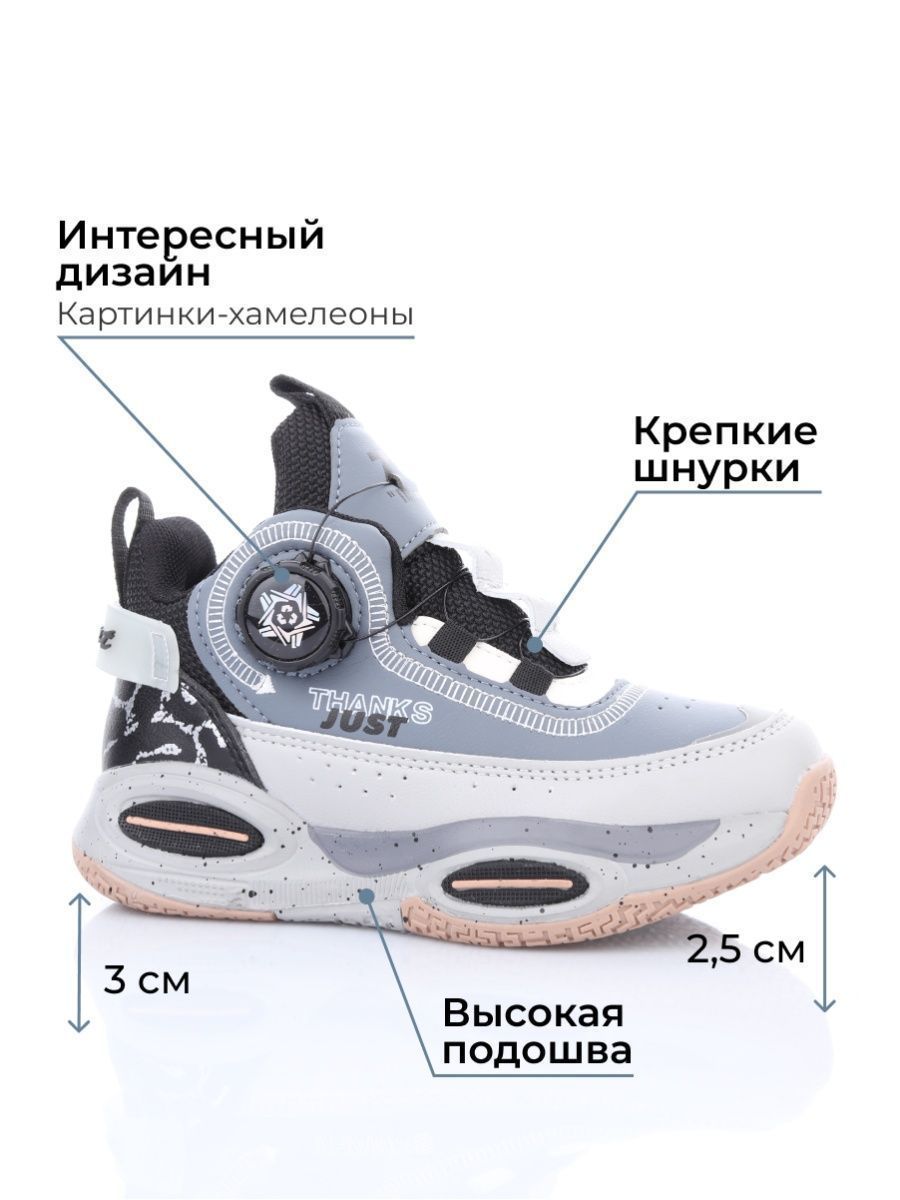 Интересный
дизайн
Картинки-хамелеоны
Крепкие
шнурки
THANKS
JUST
3 см
2,5 см
Высокая
подошва